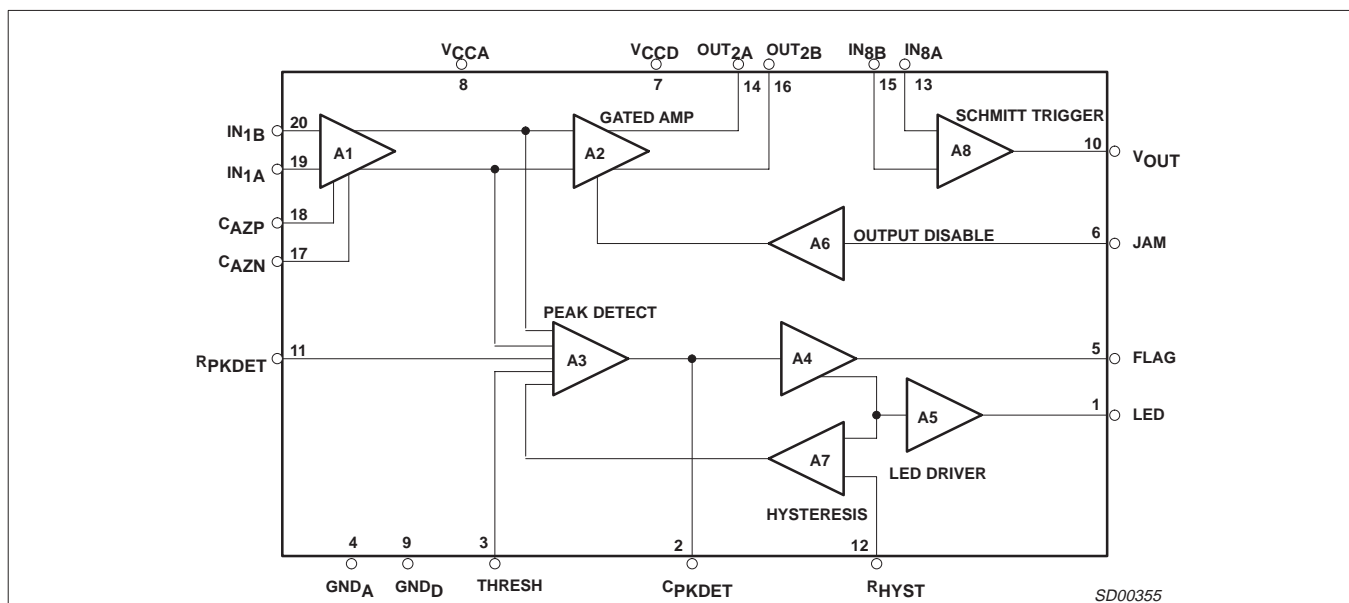 VCCA VCCD OUT2A OUT2B IN8B IN8A
8 7 14 16 15 13
IN1B 20 GATED AMP SCHMITT TRIGGER
A1 A2 A8 10 VOUT
IN1A 19
CAZP 18
A6 OUTPUT DISABLE 6 JAM
CAZN 17
PEAK DETECT
RPKDET 11 A3 A4 5 FLAG
A5 1 LED
A7 LED DRIVER
HYSTERESIS
4 9 3 2 12
GNDA GNDD THRESH CPKDET RHYST
SD00355